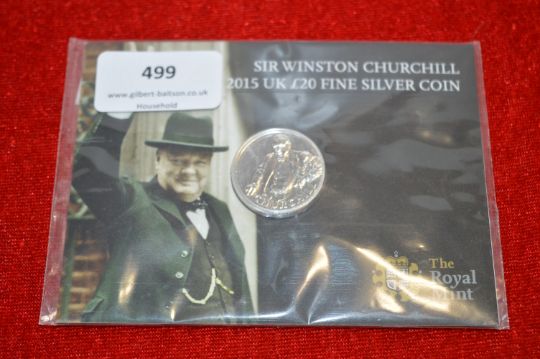 499
www.gilbert-baitson.co.uk
Household
SIR WINSTON CHURCHILL
2015 UK £20 FINE SILVER COIN
CHURCHILL
The
Royal
Mint